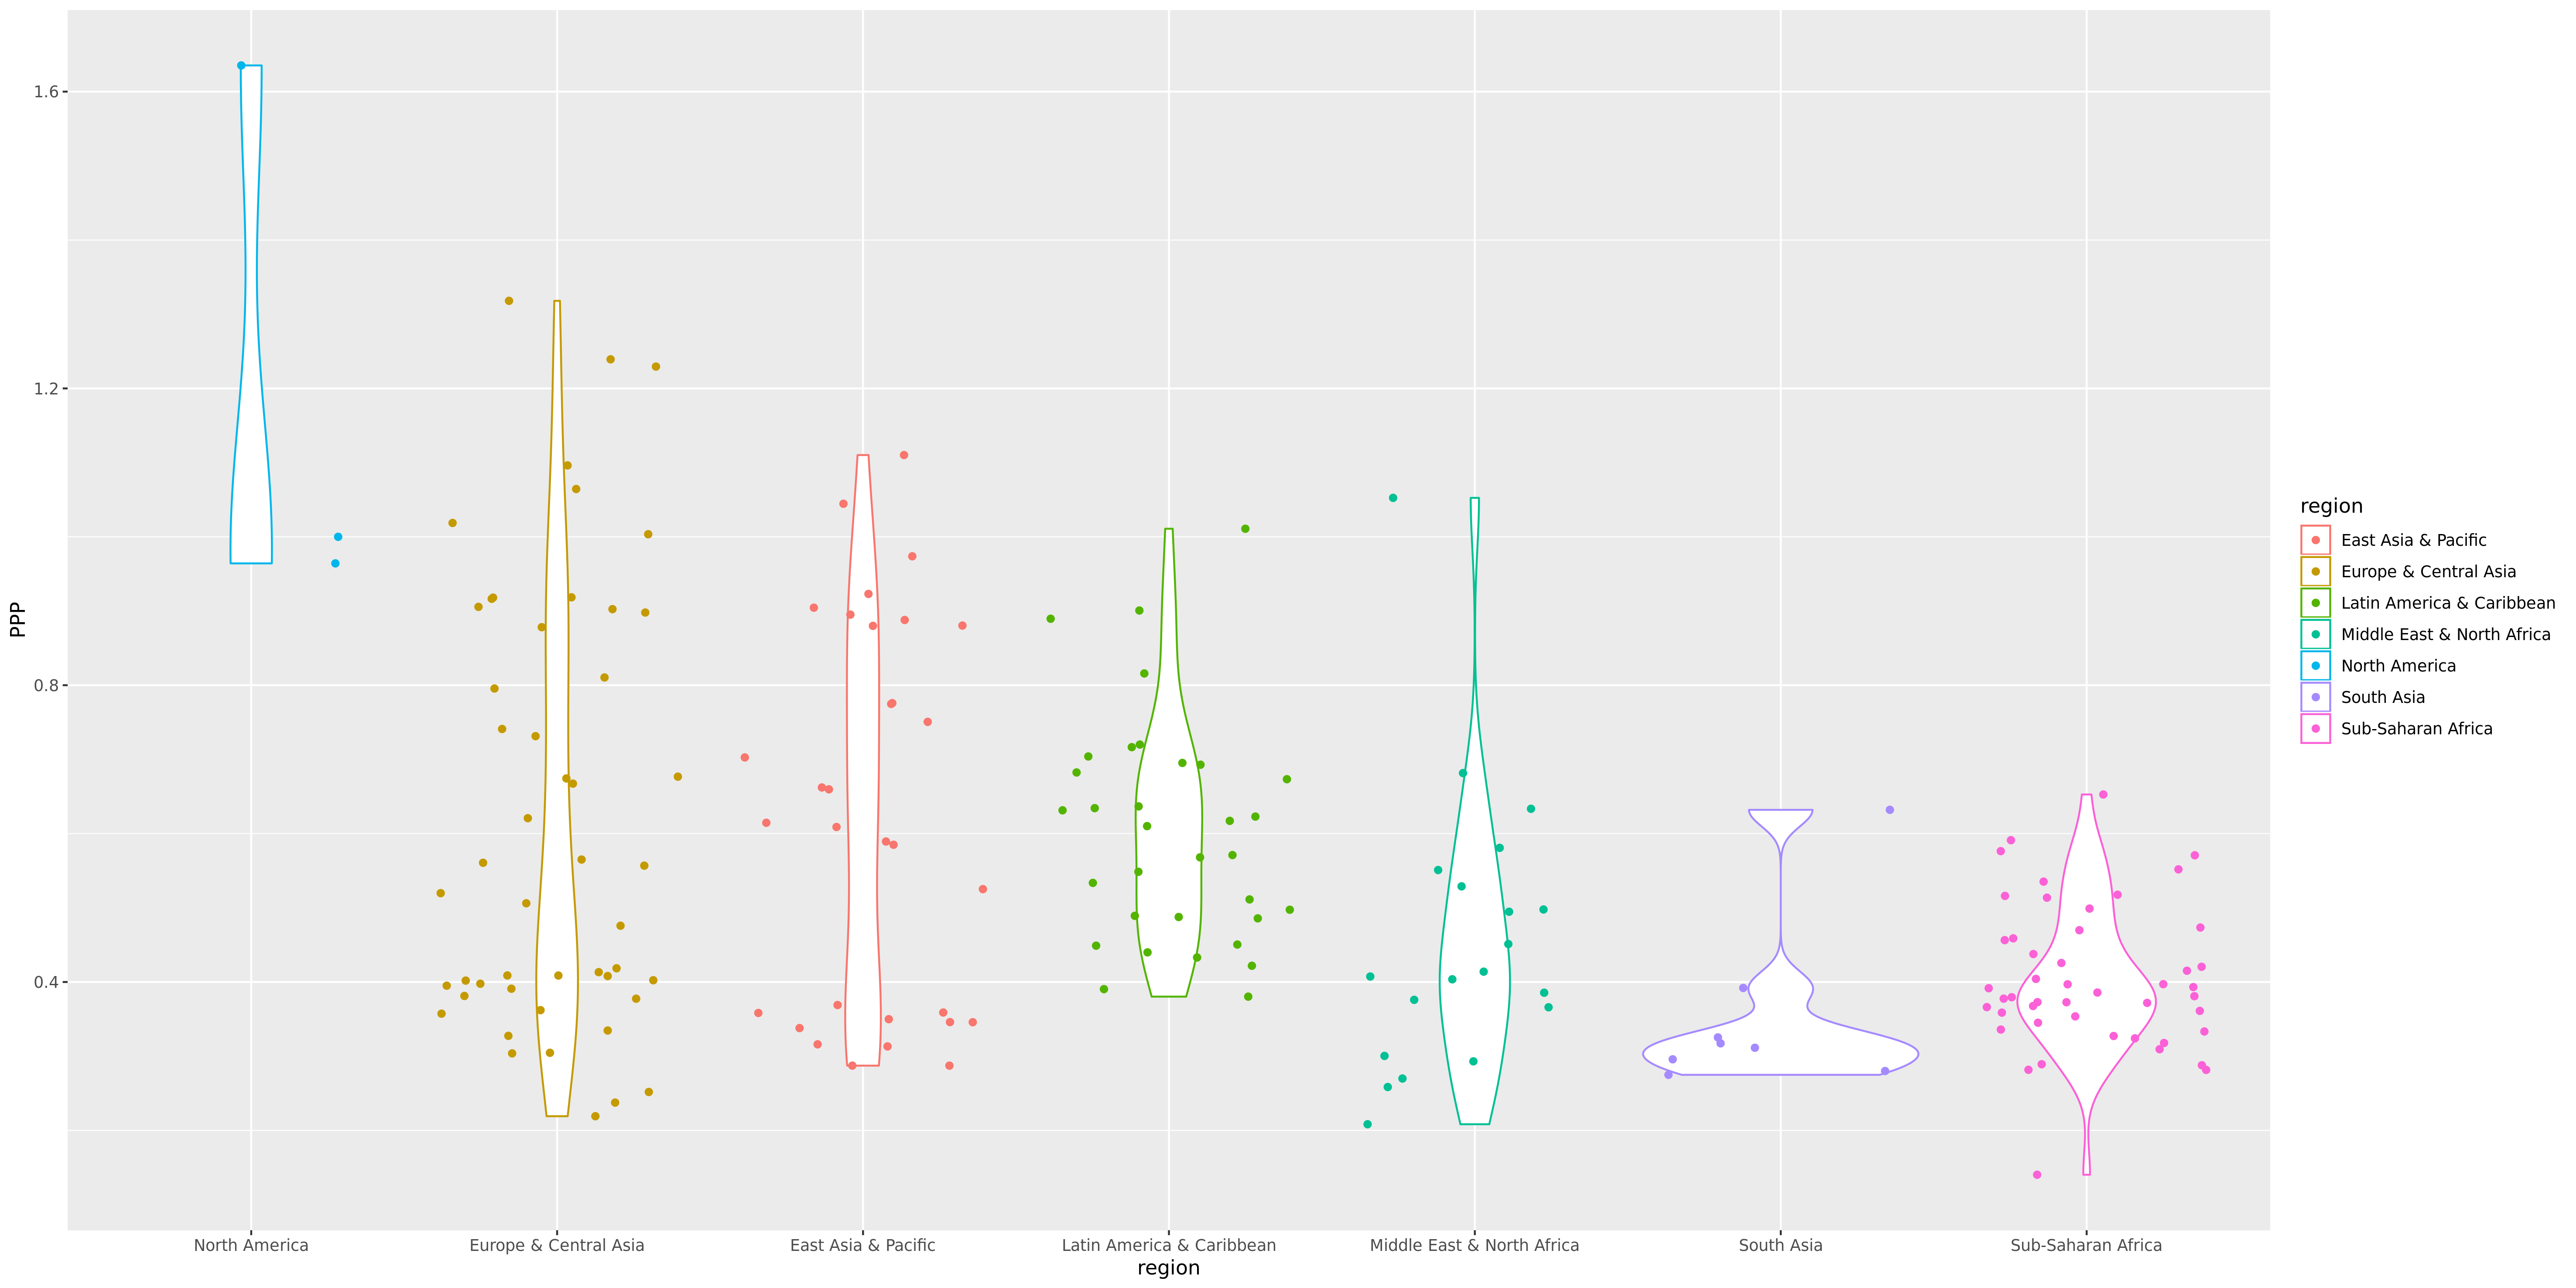 1.6
1.2
0.8
0.4
PPP
North America
Europe & Central Asia
East Asia & Pacific
Latin America & Caribbean
Middle East & North Africa
South Asia
Sub-Saharan Africa
region
region
East Asia & Pacific
Europe & Central Asia
Latin America & Caribbean
Middle East & North Africa
North America
South Asia
Sub-Saharan Africa